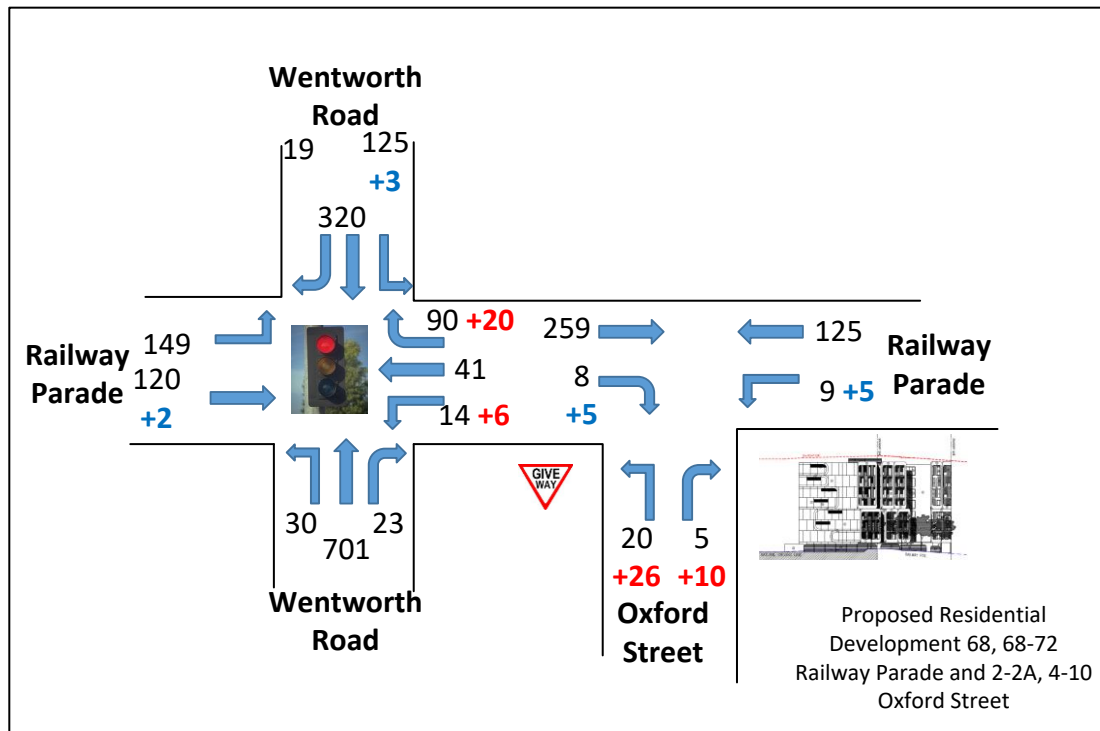 Wentworth
Road
19
125
+3
320
90 +20
259
125
149
Railway
Parade
120
+2
41
8
+5
Railway
Parade
9 +5
14 +6
GIVE
WAY
30
701
23
20
+26
5
+10
Wentworth
Road
Oxford
Street
Proposed Residential
Development 68, 68-72
Railway Parade and 2-2A, 4-10
Oxford Street